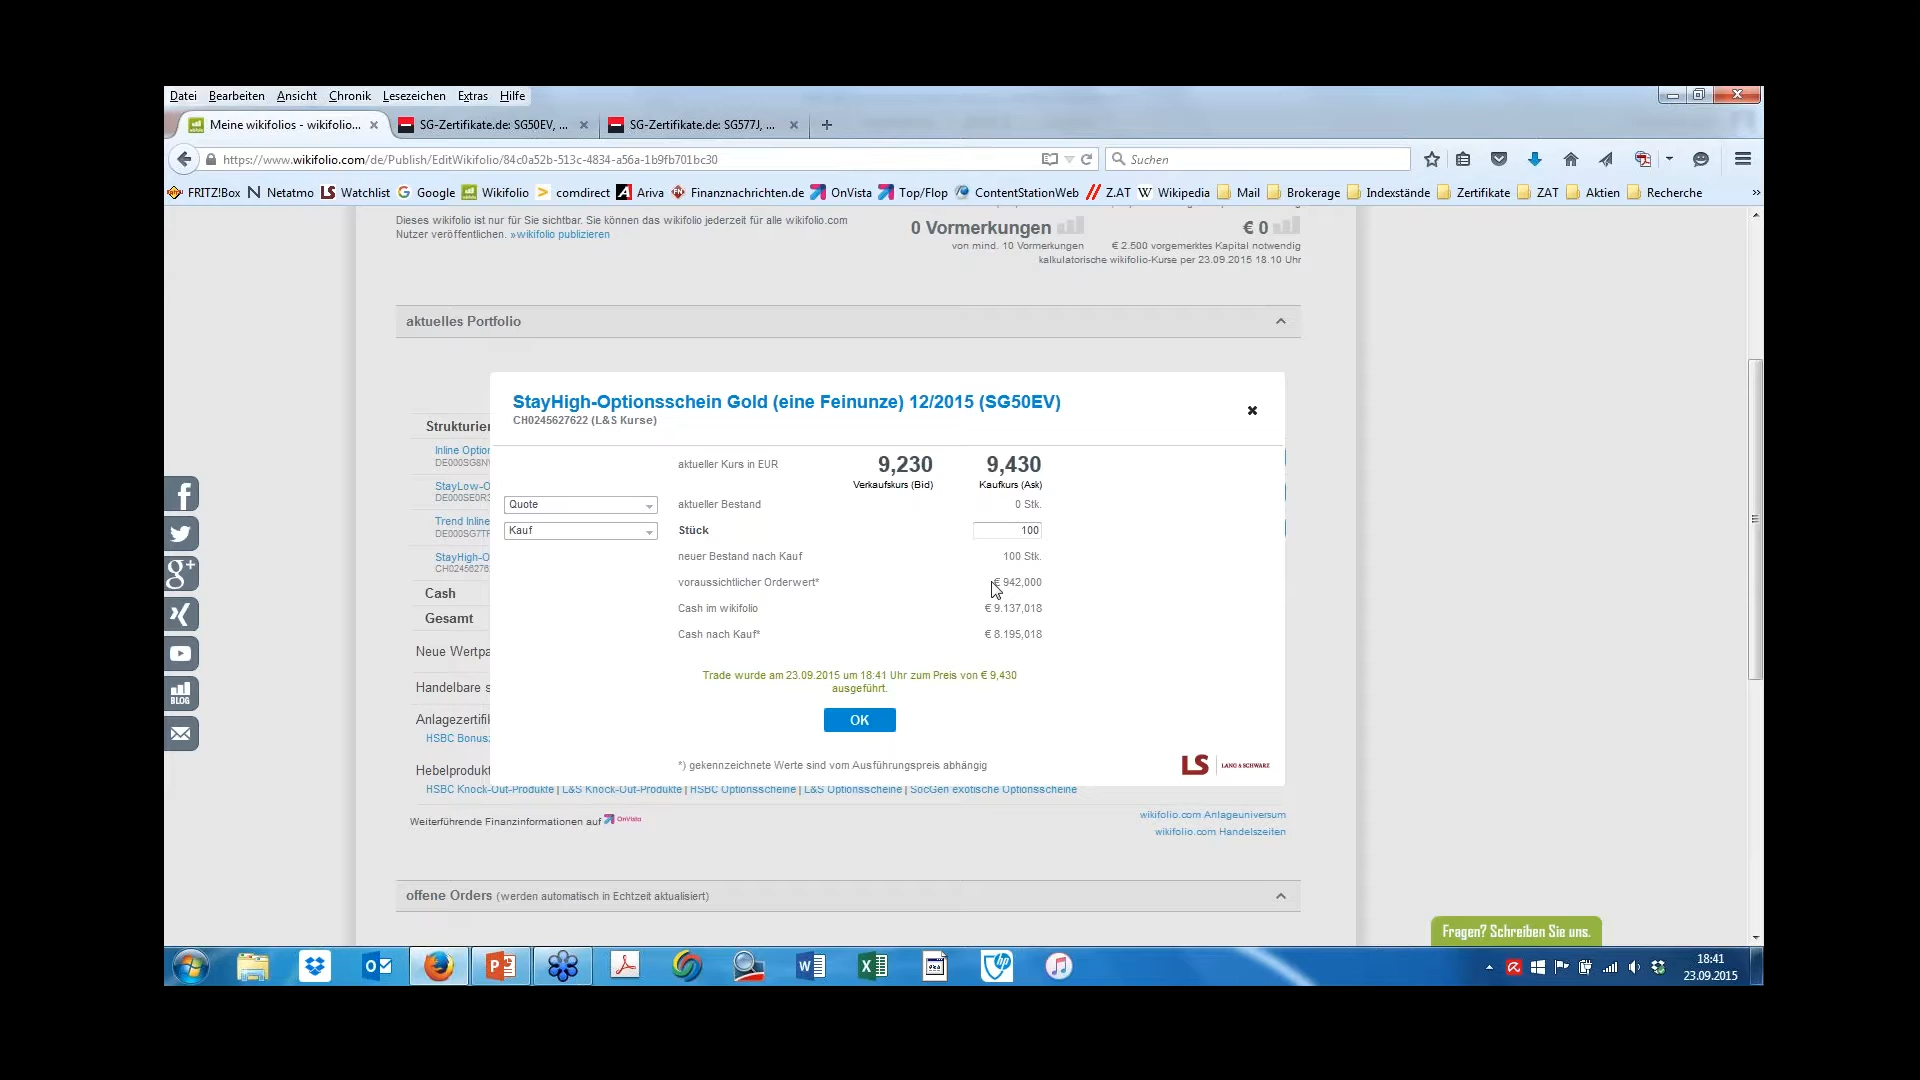 Datei Bearbeiten Ansicht Chronik Lesezeichen Extras Hilfe
Meine wikifolios - wikifolio... SG-Zertifikate.de: SG50EV, ... SG-Zertifikate.de: SG577J, ...
https://www.wikifolio.com/de/Publish/EditWikifolio/84c0a52b-513c-4834-a56a-1b9fb701bc30 Suchen
FRITZ!Box Netatmo Watchlist Google Wikifolio comdirect Ariva Finanznachrichten.de OnVista Top/Flop ContentStationWeb Z.AT Wikipedia Mail Brokerage Indexstände Zertifikate ZAT Aktien Recherche
Dieses wikifolio ist nur für Sie sichtbar. Sie können das wikifolio jederzeit für alle wikifolio.com
Nutzer veröffentlichen. »wikifolio publizieren
0 Vormerkungen € 0
von mind. 10 Vormerkungen € 2.500 vorgemerktes Kapital notwendig
kalkulatorische wikifolio-Kurse per 23.09.2015 18.10 Uhr
aktuelles Portfolio
StayHigh-Optionsschein Gold (eine Feinunze) 12/2015 (SG50EV)
CH0245627622 (L&S Kurse)
Strukturier
Inline Optio
DE000SG8N
StayLow-O
DE000SE0R3
Trend Inline
DE000SG7TF
StayHigh-O
CH02456276
Cash
Gesamt
Neue Wertpa
Handelbare s
Anlagezertifik
HSBC Bonus
Hebelprodukt
aktueller Kurs in EUR 9,230 9,430
Verkaufskurs (Bid) Kaufkurs (Ask)
Quote aktueller Bestand 0 Stk.
Kauf Stück 100
neuer Bestand nach Kauf 100 Stk.
voraussichtlicher Orderwert* € 942,000
Cash im wikifolio € 9.137,018
Cash nach Kauf* € 8.195,018
Trade wurde am 23.09.2015 um 18:41 Uhr zum Preis von € 9,430
ausgeführt.
OK
*) gekennzeichnete Werte sind vom Ausführungspreis abhängig
LS LANG & SCHWARZ
HSBC Knock-Out-Produkte | L&S Knock-Out-Produkte | HSBC Optionsscheine | L&S Optionsscheine | SocGen exotische Optionsscheine
Weiterführende Finanzinformationen auf OnVista
wikifolio.com Anlageuniversum
wikifolio.com Handelszeiten
offene Orders (werden automatisch in Echtzeit aktualisiert)
BLOG
Fragen? Schreiben Sie uns.
18:41
23.09.2015